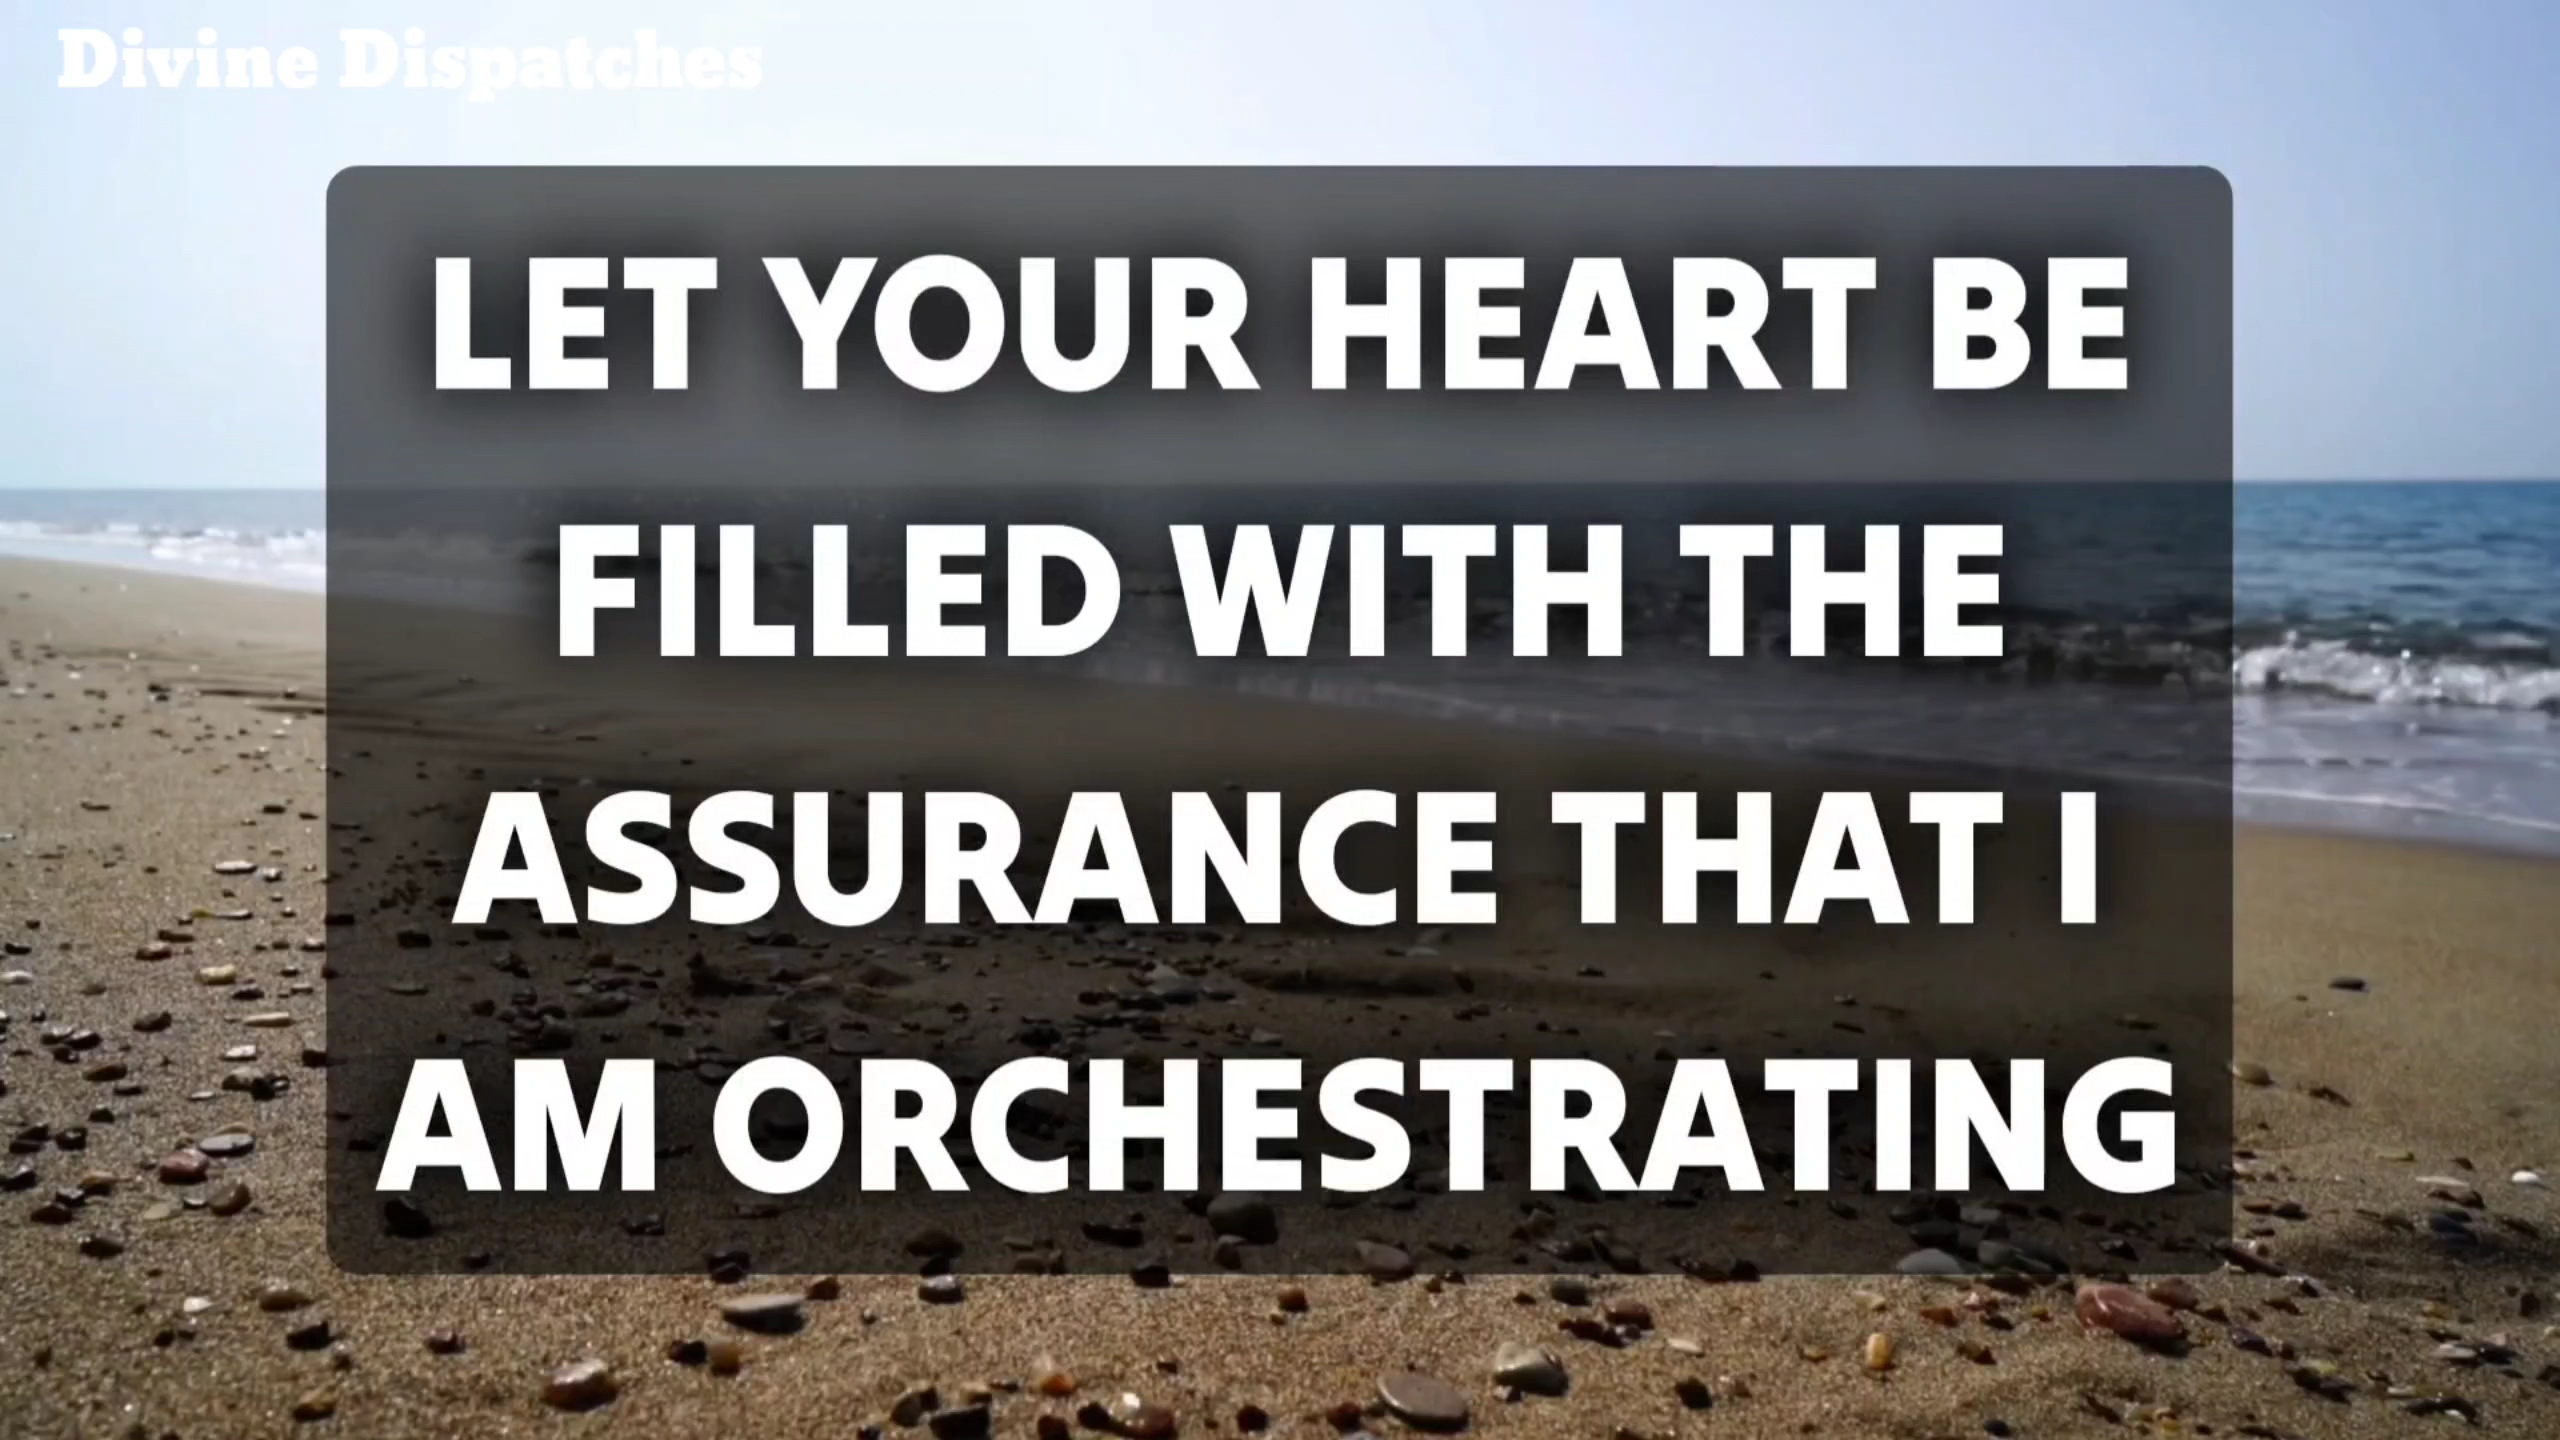 Divine Dispatches
LET YOUR HEART BE
FILLED WITH THE
ASSURANCE THAT I
AM ORCHESTRATING